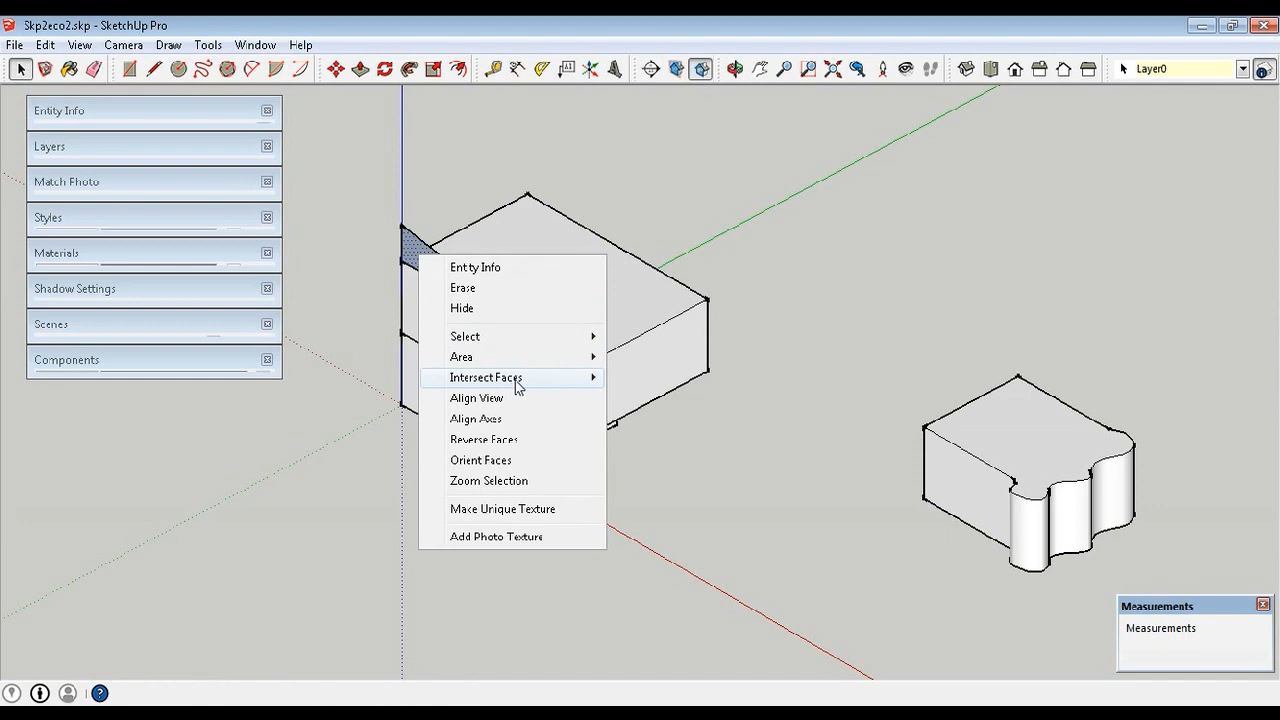 Skp2eco2.skp - SketchUp Pro
File Edit View Camera Draw Tools Window Help
Layer0
Entity Info
Layers
Match Photo
Styles
Materials
Shadow Settings
Scenes
Components
Entity Info
Erase
Hide
Select
Area
Intersect Faces
Align View
Align Axes
Reverse Faces
Orient Faces
Zoom Selection
Make Unique Texture
Add Photo Texture
Measurements
Measurements